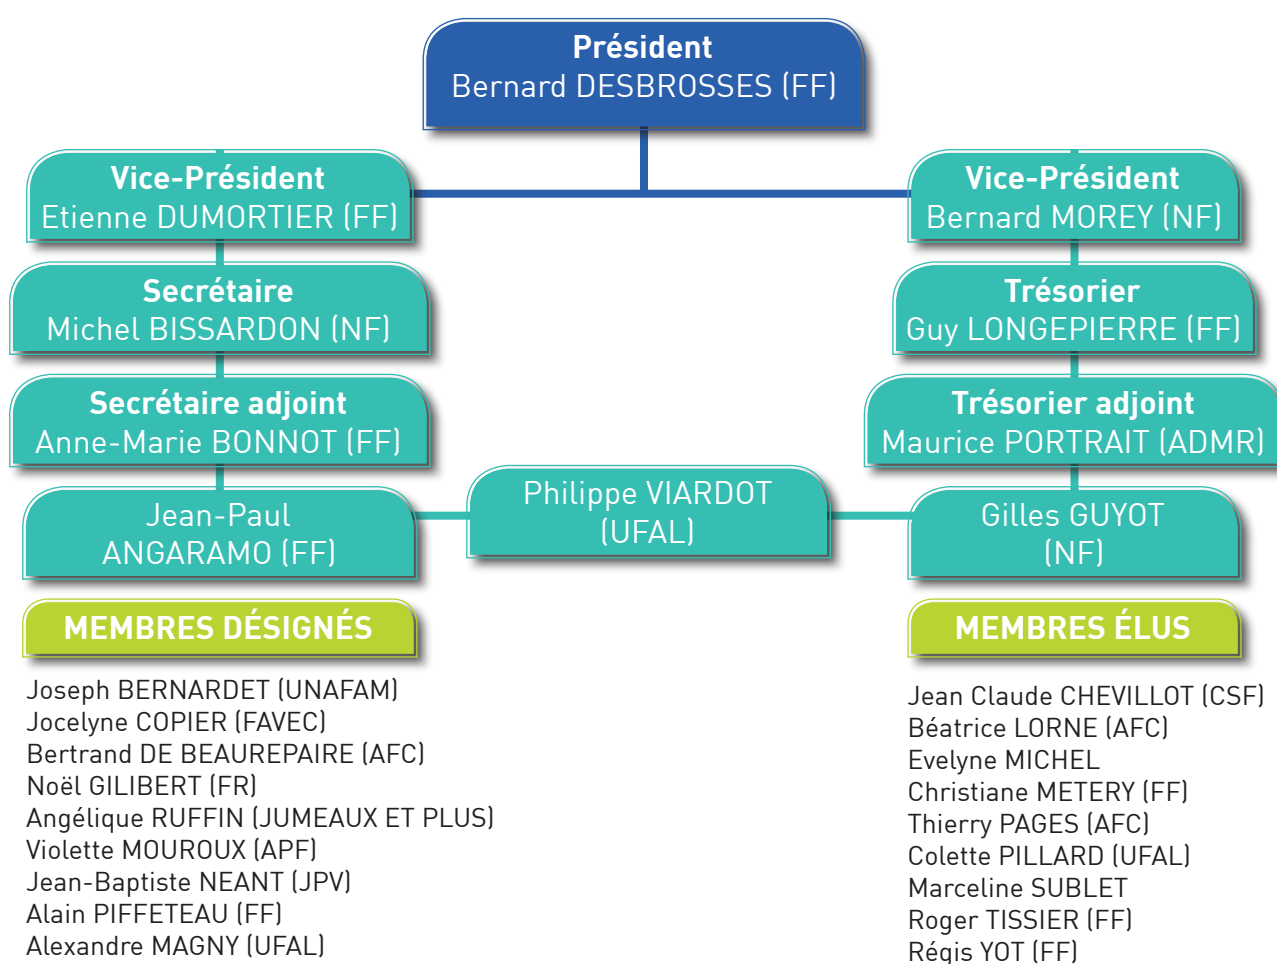 Président
Bernard DESBROSSES (FF)
Vice-Président
Etienne DUMORTIER (FF)
Vice-Président
Bernard MOREY (NF)
Secrétaire
Michel BISSARDON (NF)
Trésorier
Guy LONGEPIERRE (FF)
Secrétaire adjoint
Anne-Marie BONNOT (FF)
Trésorier adjoint
Maurice PORTRAIT (ADMR)
Jean-Paul
ANGARAMO (FF)
Philippe VIARDOT
(UFAL)
Gilles GUYOT
(NF)
MEMBRES DÉSIGNÉS
Joseph BERNARDET (UNAFAM)
Jocelyne COPIER (FAVEC)
Bertrand DE BEAUREPAIRE (AFC)
Noël GILIBERT (FR)
Angélique RUFFIN (JUMEAUX ET PLUS)
Violette MOUROUX (APF)
Jean-Baptiste NEANT (JPV)
Alain PIFFETEAU (FF)
Alexandre MAGNY (UFAL)
MEMBRES ÉLUS
Jean Claude CHEVILLOT (CSF)
Béatrice LORNE (AFC)
Evelyne MICHEL
Christiane METERY (FF)
Thierry PAGES (AFC)
Colette PILLARD (UFAL)
Marceline SUBLET
Roger TISSIER (FF)
Régis YOT (FF)